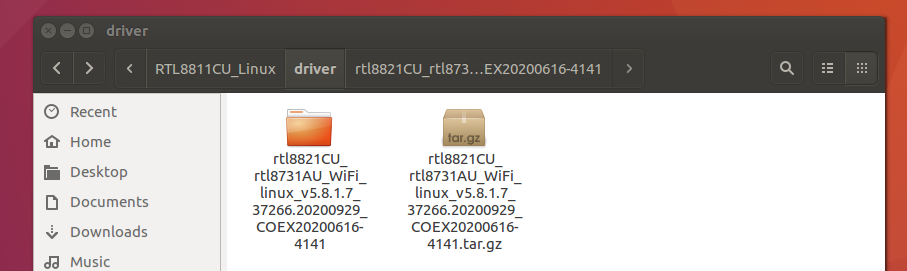 driver
RTL8811CU_Linux
driver
rtl8821CU_rtl873...EX20200616-4141
Recent
Home
Desktop
Documents
Downloads
Music
rtl8821CU_
rtl8731AU_WiFi_
linux_v5.8.1.7_
37266.20200929_
COEX20200616-
4141
rtl8821CU_
rtl8731AU_WiFi_
linux_v5.8.1.7_
37266.20200929_
COEX20200616-
4141.tar.gz
tar.gz